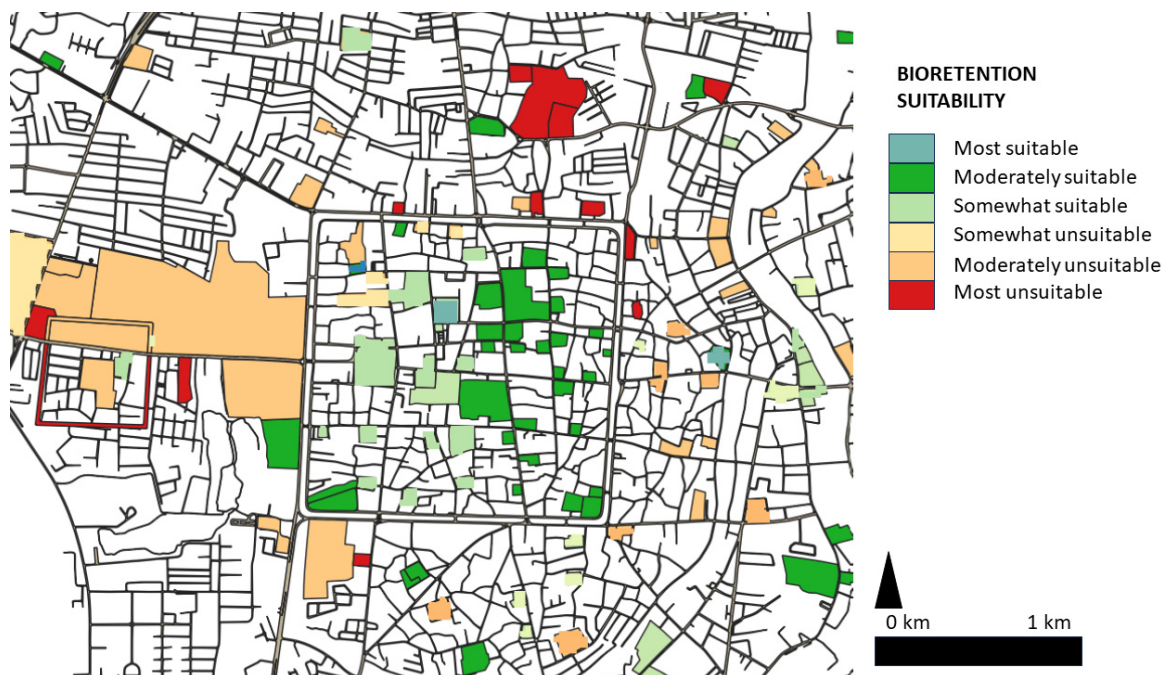 BIORETENTION
SUITABILITY
Most suitable
Moderately suitable
Somewhat suitable
Somewhat unsuitable
Moderately unsuitable
Most unsuitable
0 km 1 km